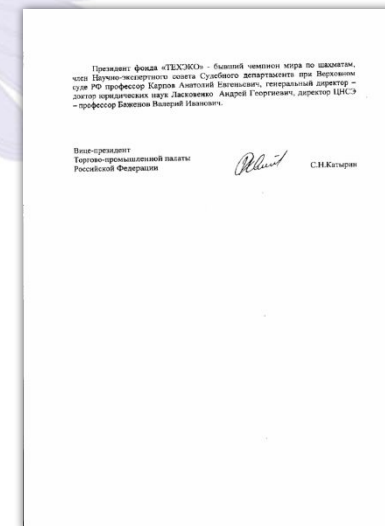 Президент фонда «ТЕХЭКО» - бывший чемпион мира по шахматам,
член Научно-экспертного совета Судебного департамента при Верховном
суде РФ профессор Карпов Анатолий Евгеньевич, генеральный директор –
доктор юридических наук Ласковенко Андрей Георгиевич, директор ЦНСЭ
– профессор Баженов Валерий Иванович.
Вице-президент
Торгово-промышленной палаты
Российской Федерации
С.Н.Катырин